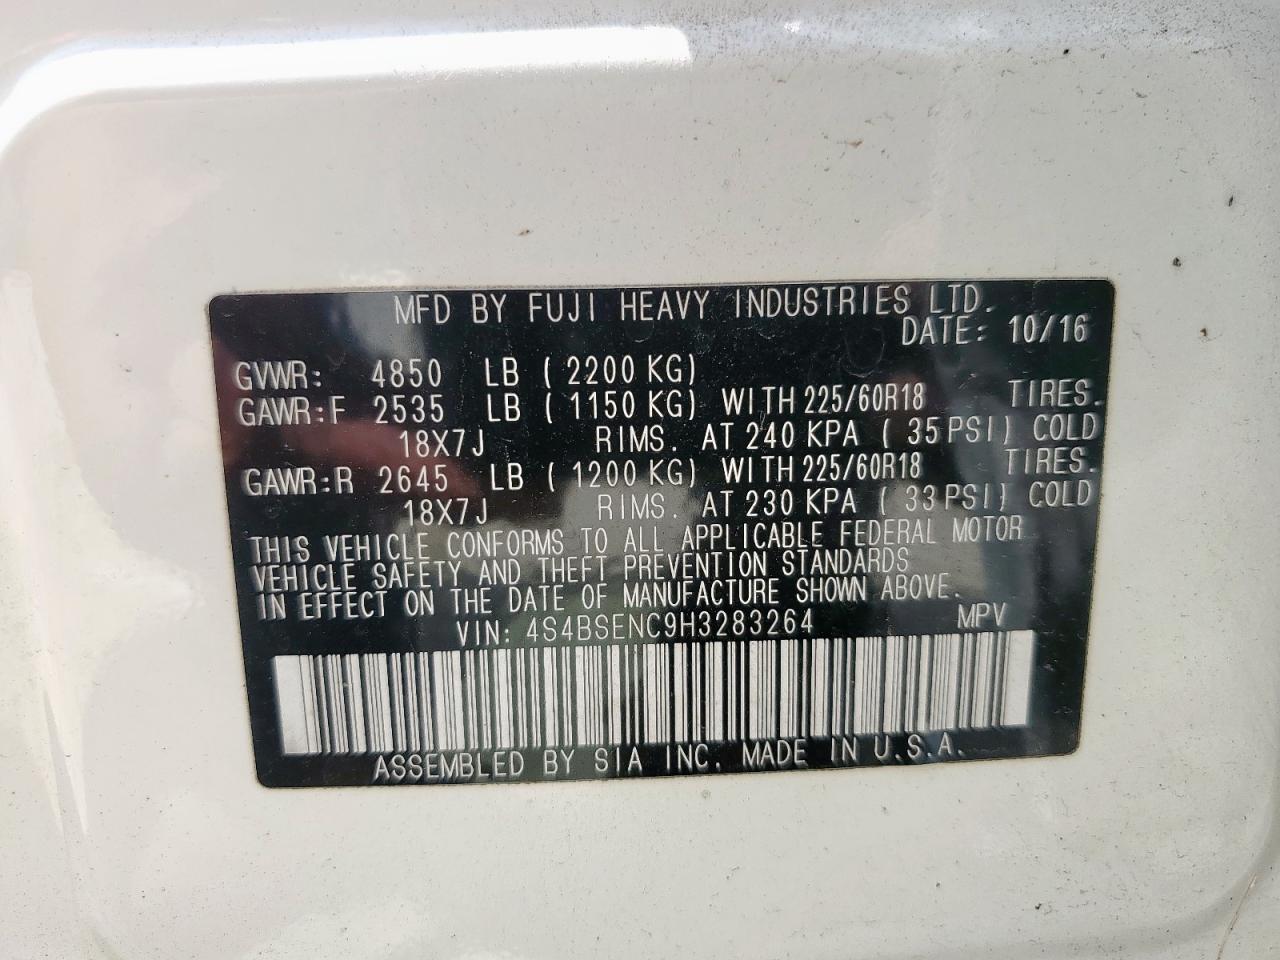 MFD BY FUJI HEAVY INDUSTRIES LTD.
DATE: 10/16
GVWR: 4850 LB ( 2200 KG)
GAWR:F 2535 LB ( 1150 KG) WITH 225/60R18 TIRES.
18X7J RIMS. AT 240 KPA ( 35PSI) COLD
GAWR:R 2645 LB ( 1200 KG) WITH 225/60R18 TIRES.
18X7J RIMS. AT 230 KPA ( 33PSI) COLD
THIS VEHICLE CONFORMS TO ALL APPLICABLE FEDERAL MOTOR
VEHICLE SAFETY AND THEFT PREVENTION STANDARDS
IN EFFECT ON THE DATE OF MANUFACTURE SHOWN ABOVE.
VIN: 4S4BSENC9H3283264 MPV
ASSEMBLED BY SIA INC. MADE IN U.S.A.